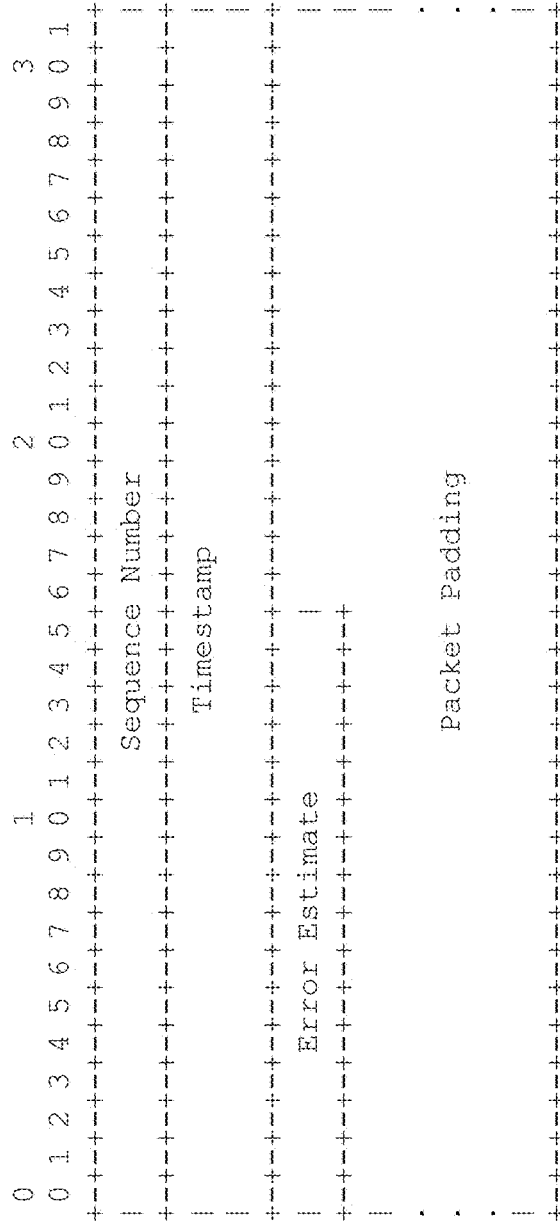 0                   1                   2                   3
 0 1 2 3 4 5 6 7 8 9 0 1 2 3 4 5 6 7 8 9 0 1 2 3 4 5 6 7 8 9 0 1
+-+-+-+-+-+-+-+-+-+-+-+-+-+-+-+-+-+-+-+-+-+-+-+-+-+-+-+-+-+-+-+-+
|                        Sequence Number                        |
+-+-+-+-+-+-+-+-+-+-+-+-+-+-+-+-+-+-+-+-+-+-+-+-+-+-+-+-+-+-+-+-+
|                          Timestamp                            |
|                                                               |
+-+-+-+-+-+-+-+-+-+-+-+-+-+-+-+-+-+-+-+-+-+-+-+-+-+-+-+-+-+-+-+-+
|        Error Estimate         |                               |
+-+-+-+-+-+-+-+-+-+-+-+-+-+-+-+-+                               |
|                                                               |
.                                                               .
.                         Packet Padding                        .
.                                                               .
|                                                               |
+-+-+-+-+-+-+-+-+-+-+-+-+-+-+-+-+-+-+-+-+-+-+-+-+-+-+-+-+-+-+-+-+